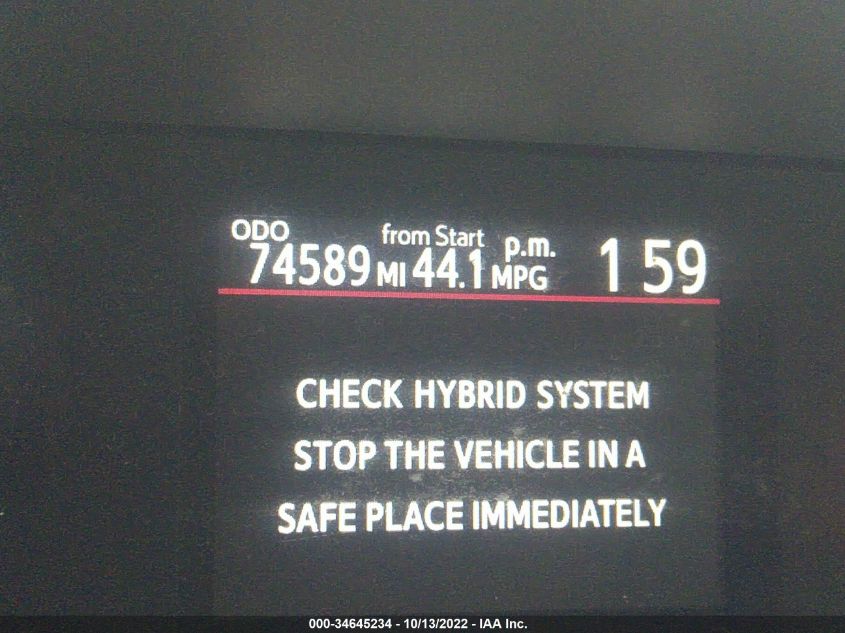 ODO from Start p.m. 1 59
74589 MI 44.1 MPG
CHECK HYBRID SYSTEM
STOP THE VEHICLE IN A
SAFE PLACE IMMEDIATELY
000-34645234 - 10/13/2022 - IAA Inc.